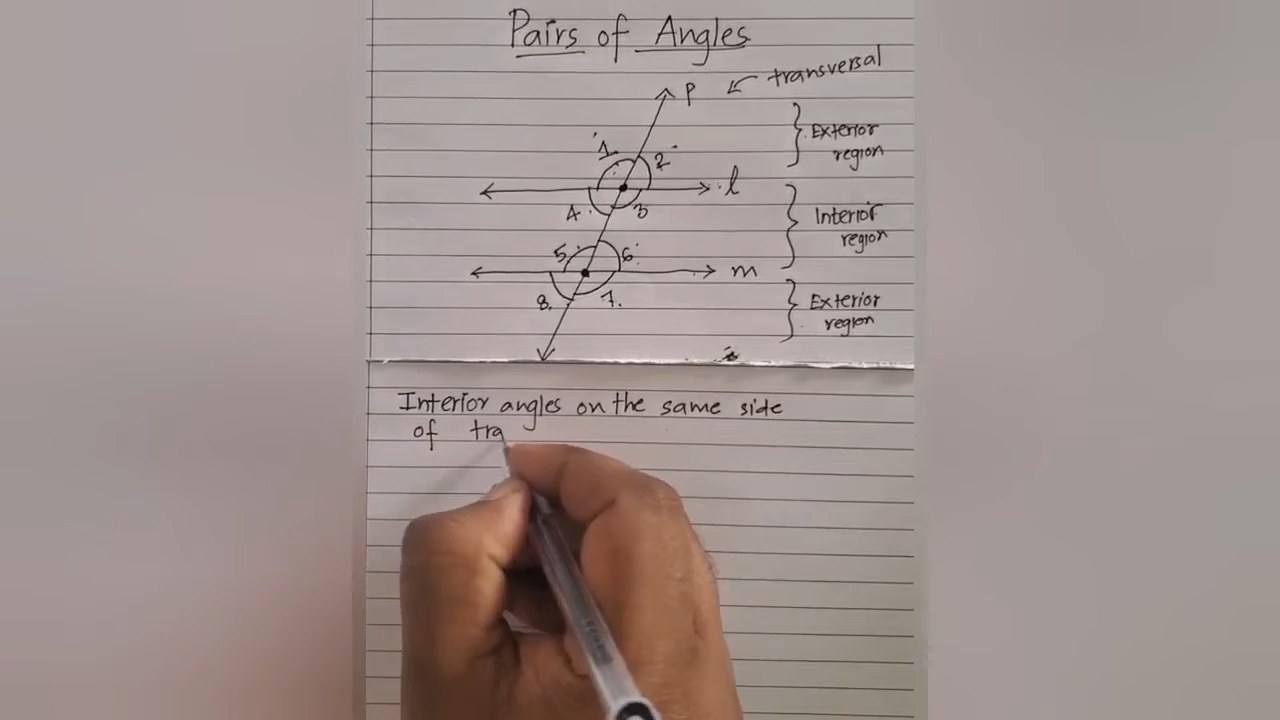 Pairs of Angles
transversal
p
Exterior
region
1
2
l
4
3
Interior
region
5
6
m
8
7
Exterior
region
Interior angles on the same side
of tra